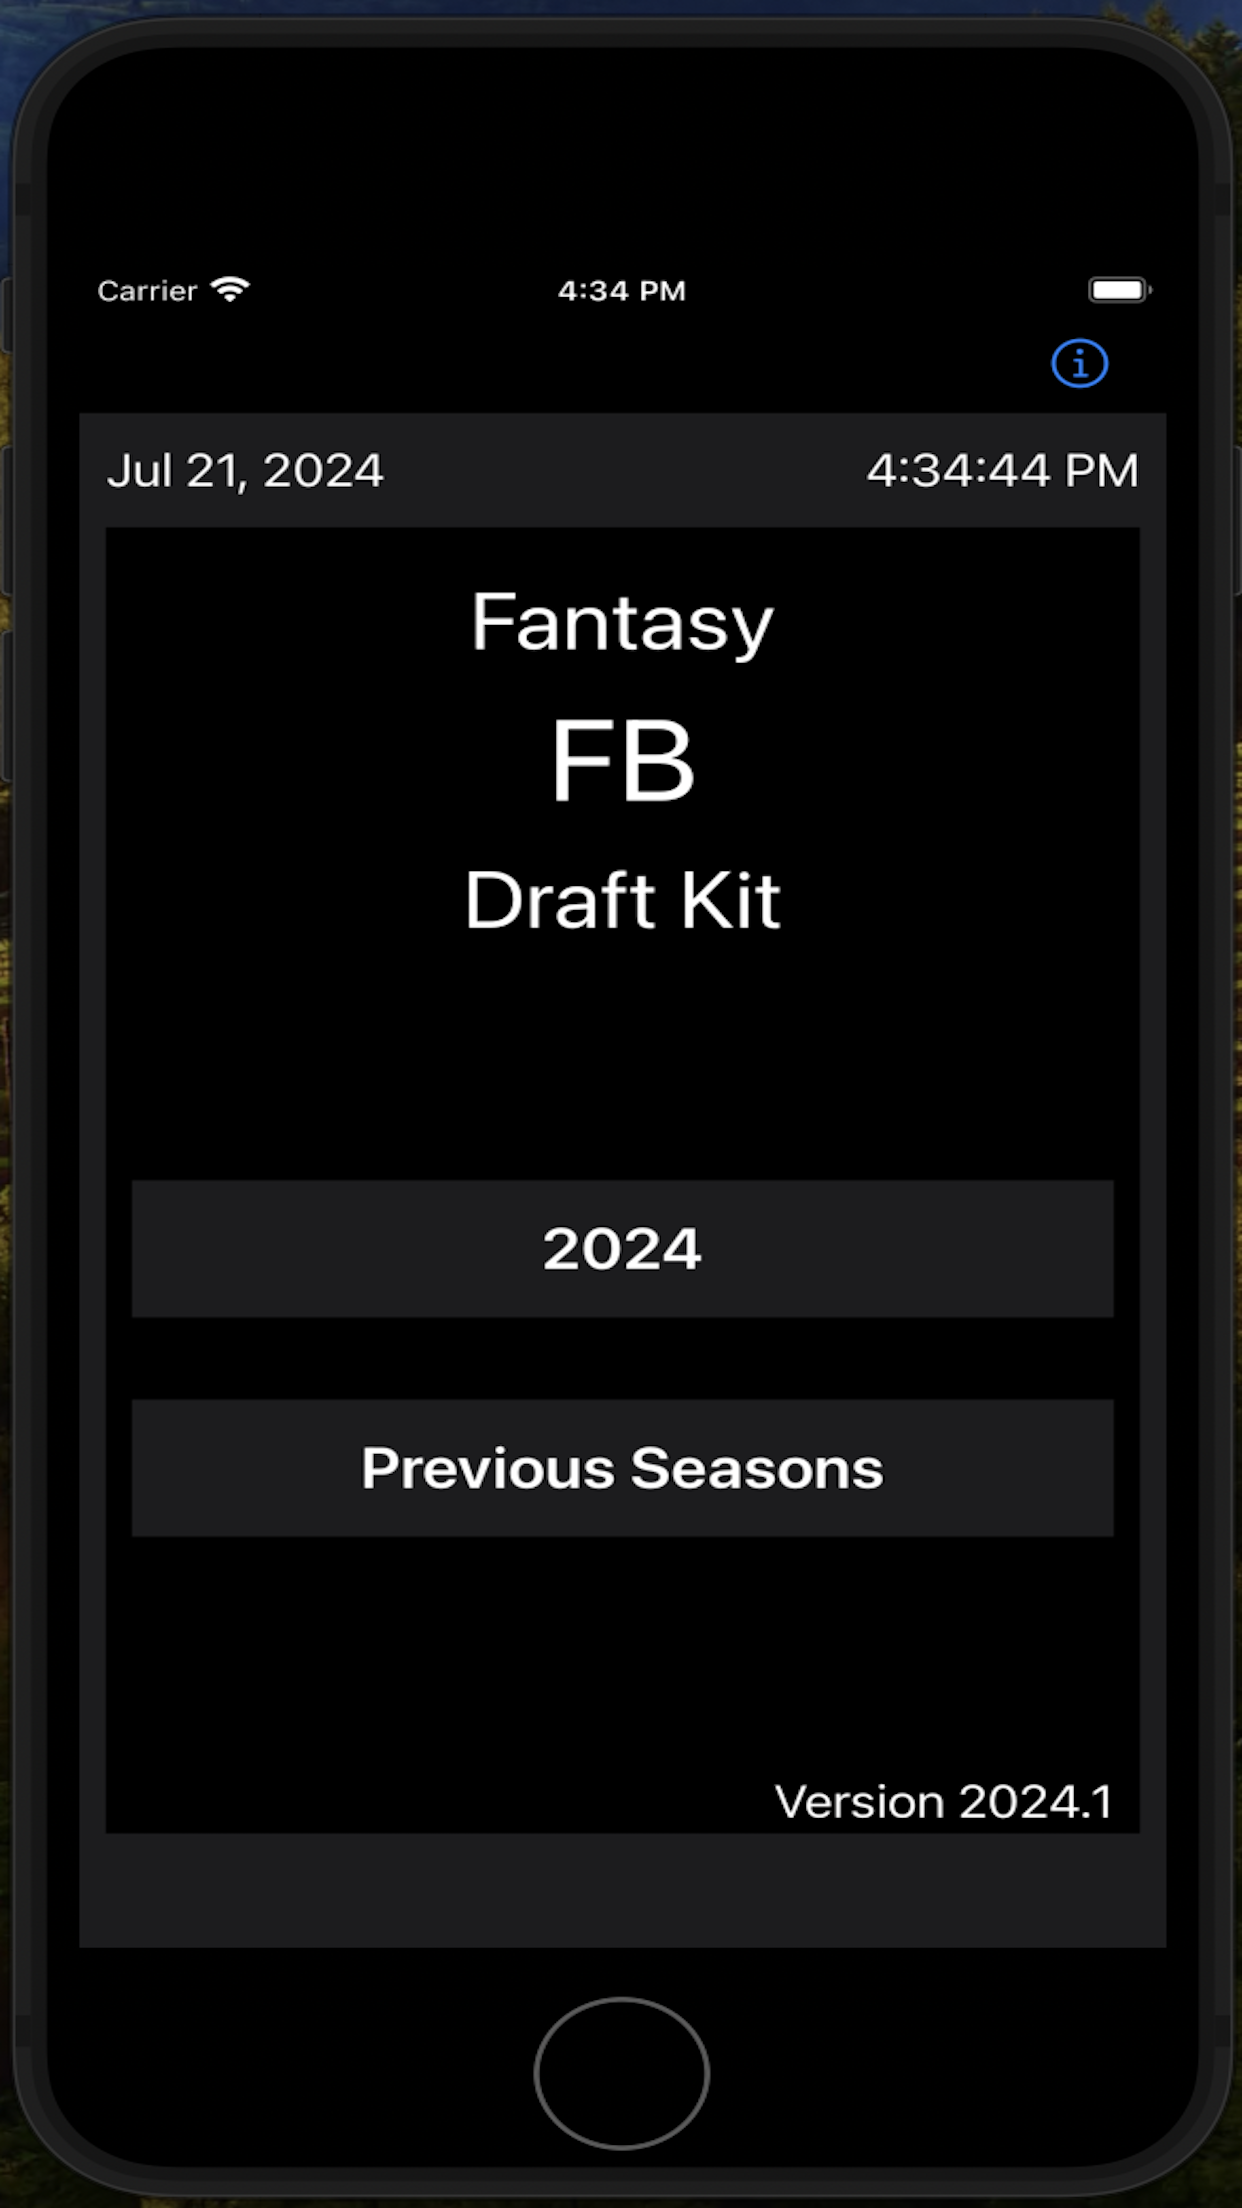 Carrier 4:34 PM
i
Jul 21, 2024 4:34:44 PM
Fantasy
FB
Draft Kit
2024
Previous Seasons
Version 2024.1